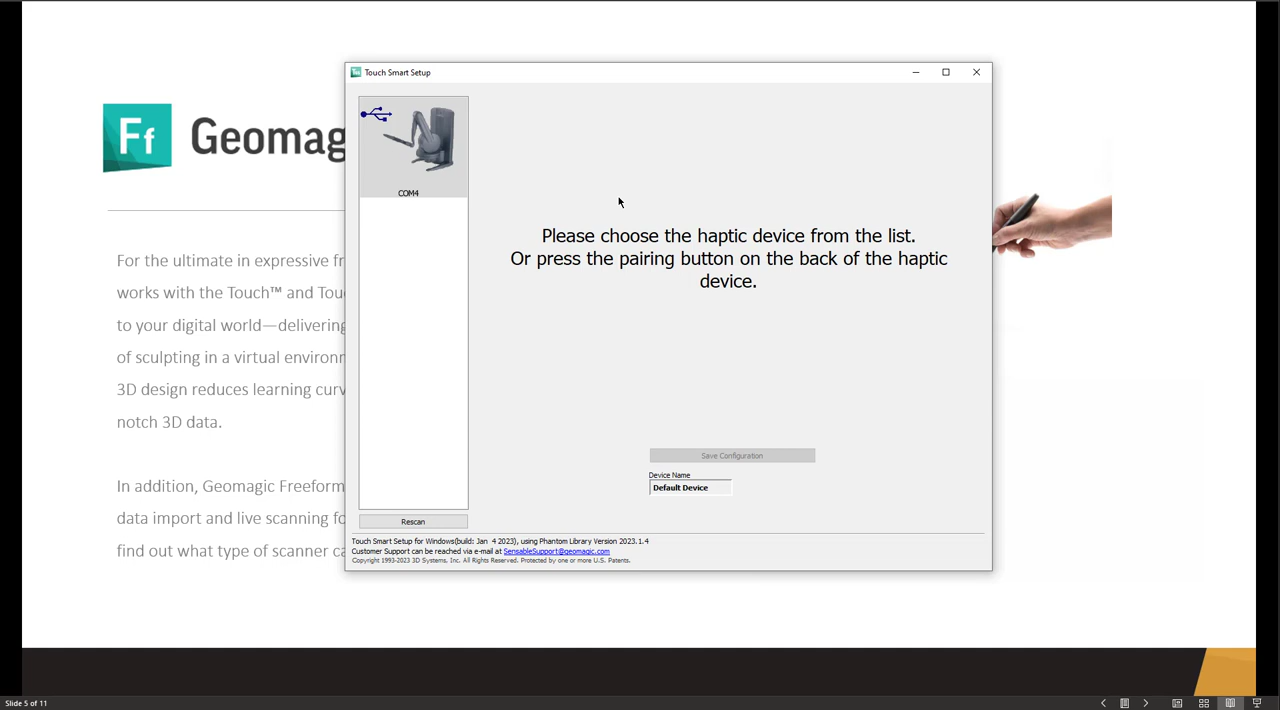 Touch Smart Setup
Ff
Geomag
COM4
Please choose the haptic device from the list.
Or press the pairing button on the back of the haptic
device.
For the ultimate in expressive fr
works with the Touch™ and Tou
to your digital world—delivering
of sculpting in a virtual environm
3D design reduces learning curv
notch 3D data.
In addition, Geomagic Freeform
data import and live scanning fo
find out what type of scanner ca
Save Configuration
Device Name
Default Device
Rescan
Touch Smart Setup for Windows(build: Jan 4 2023), using Phantom Library Version 2023.1.4
Customer Support can be reached via e-mail at SensableSupport@geomagic.com
Copyright 1993-2023 3D Systems, Inc. All Rights Reserved. Protected by one or more U.S. Patents.
Slide 5 of 11